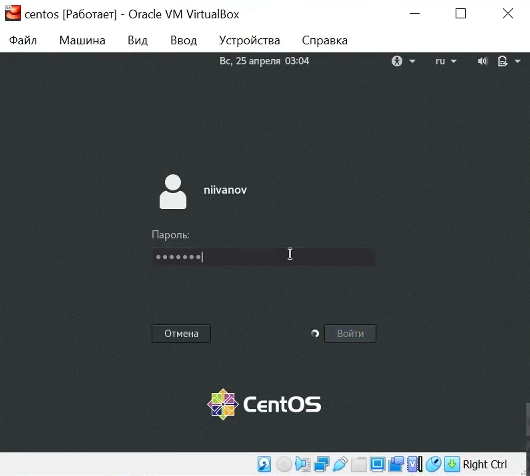 centos [Работает] - Oracle VM VirtualBox
Файл Машина Вид Ввод Устройства Справка
Вс, 25 апреля 03:04 ru
niivanov
Пароль:
•••••••
Отмена Войти
CentOS
Right Ctrl